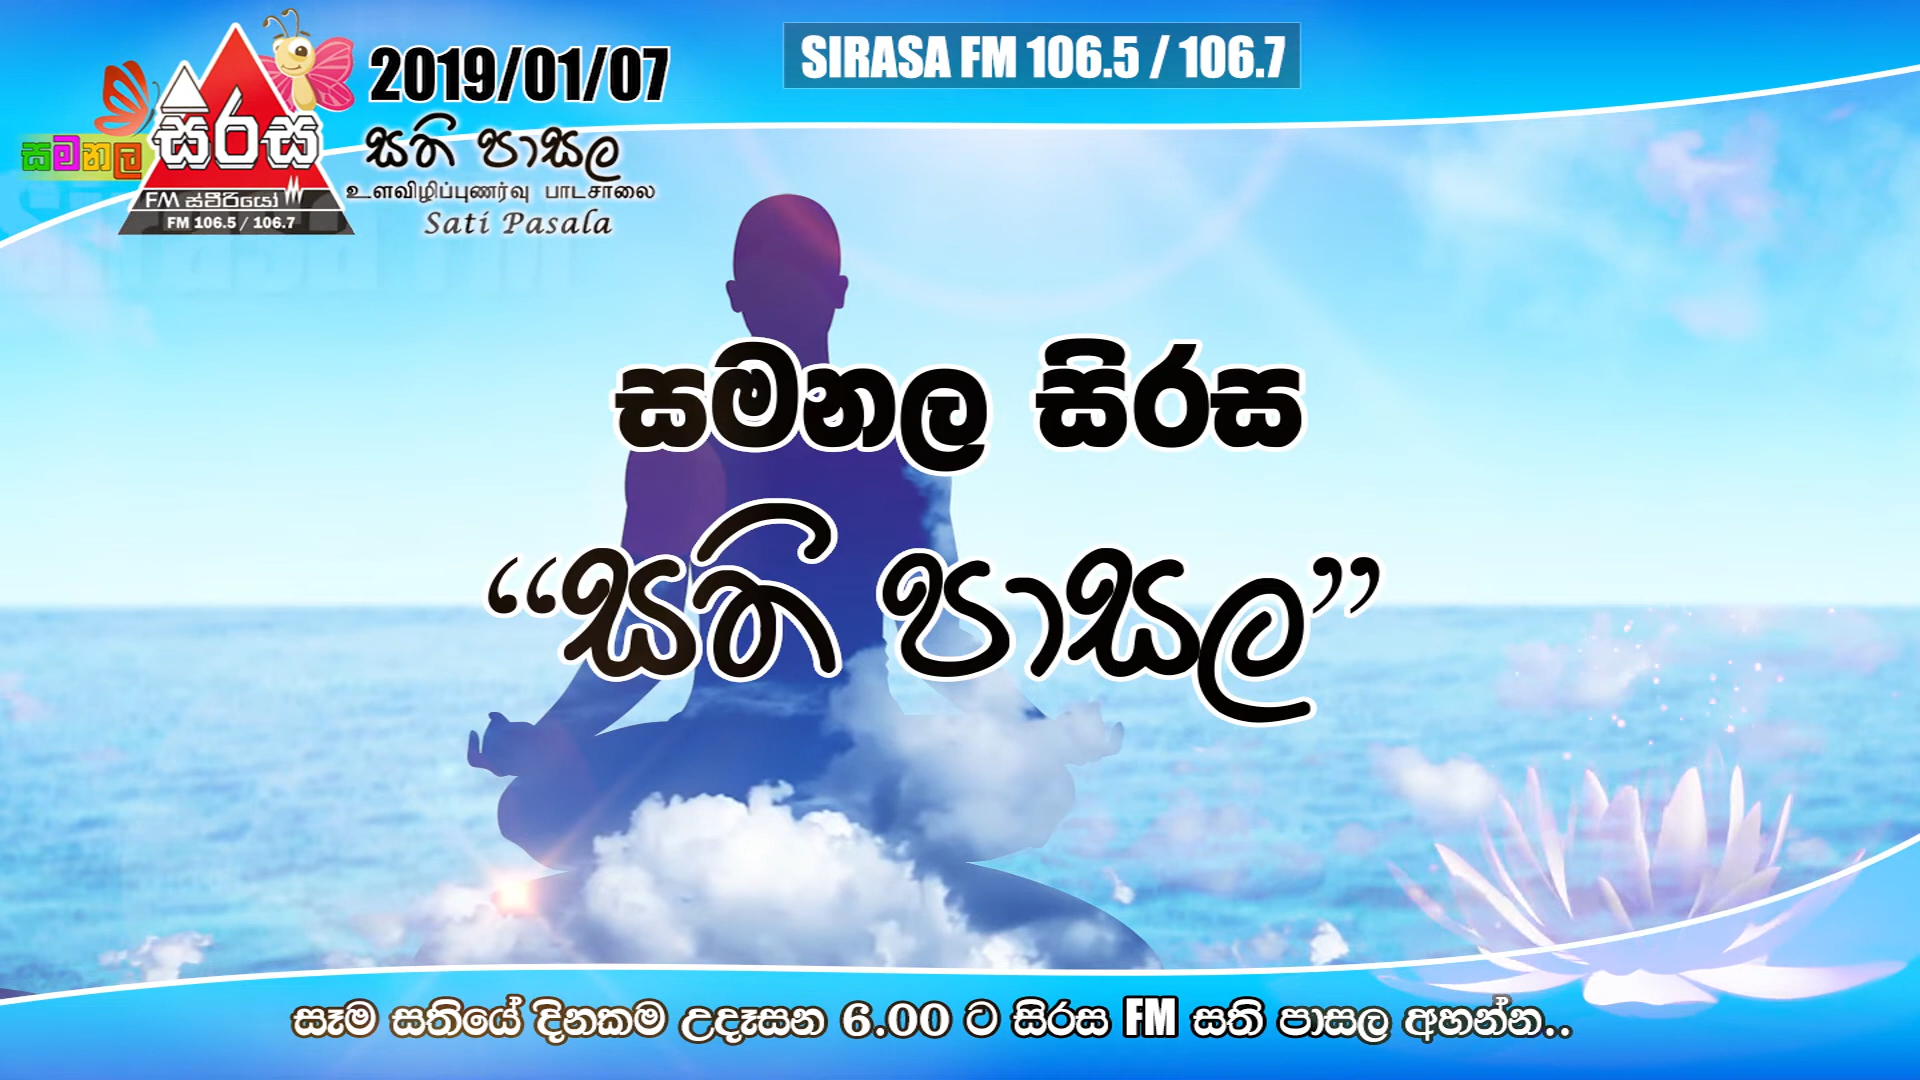 2019/01/07
SIRASA FM 106.5 / 106.7
සමනල
සිරස
FM ස්ටීරියෝ
FM 106.5 / 106.7
සති පාසල
உளவிழிப்புணர்வு பாடசாலை
Sati Pasala
සමනල සිරස
“සති පාසල”
සෑම සතියේ දිනකම උදෑසන 6.00 ට සිරස FM සති පාසල අහන්න..